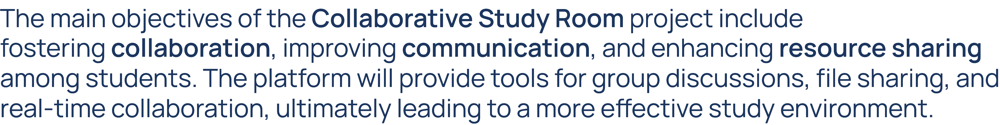 The main objectives of the Collaborative Study Room project include
fostering collaboration, improving communication, and enhancing resource sharing
among students. The platform will provide tools for group discussions, file sharing, and
real-time collaboration, ultimately leading to a more effective study environment.